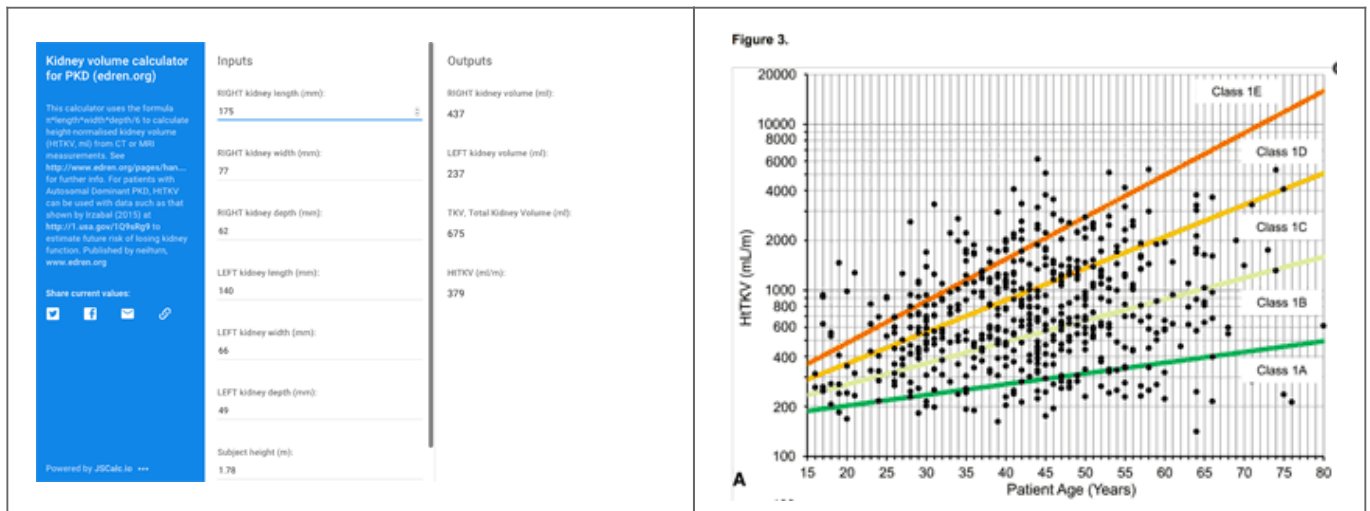 Kidney volume calculator
for PKD (edren.org)
This calculator uses the formula
π*length*width*depth/6 to calculate
height-normalised kidney volume
(HtTKV, ml) from CT or MRI
measurements. See
http://www.edren.org/pages/han...
for further info. For patients with
Autosomal Dominant PKD, HtTKV
can be used with data such as that
shown by Irzabal (2015) at
http://1.usa.gov/1Q9sRg9 to
estimate future risk of losing kidney
function. Published by neilturn,
www.edren.org
Share current values:
Powered by JSCalc.io •••
Inputs
RIGHT kidney length (mm):
175
RIGHT kidney width (mm):
77
RIGHT kidney depth (mm):
62
LEFT kidney length (mm):
140
LEFT kidney width (mm):
66
LEFT kidney depth (mm):
49
Subject height (m):
1.78
Outputs
RIGHT kidney volume (ml):
437
LEFT kidney volume (ml):
237
TKV, Total Kidney Volume (ml):
675
HtTKV (ml/m):
379
Figure 3.
20000
10000
8000
6000
4000
2000
1000
800
600
400
200
100
HtTKV (mL/m)
Class 1E
Class 1D
Class 1C
Class 1B
Class 1A
15 20 25 30 35 40 45 50 55 60 65 70 75 80
Patient Age (Years)
A